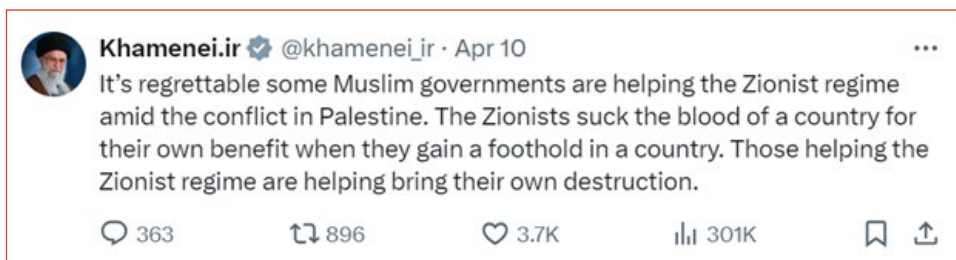 Khamenei.ir @khamenei_ir · Apr 10
It's regrettable some Muslim governments are helping the Zionist regime
amid the conflict in Palestine. The Zionists suck the blood of a country for
their own benefit when they gain a foothold in a country. Those helping the
Zionist regime are helping bring their own destruction.
363 896 3.7K 301K